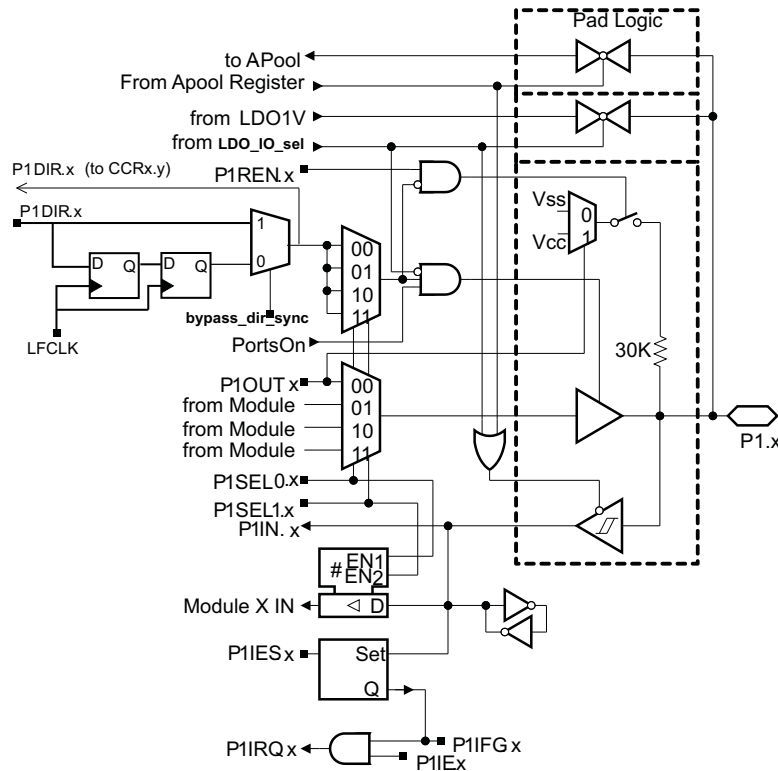 Pad Logic
to APool
From Apool Register
from LDO1V
from LDO_IO_sel
P1DIR.x (to CCRx.y)
P1REN.x
Vss
0
Vcc
1
P1DIR.x
1
0
D Q
D Q
00
01
10
11
bypass_dir_sync
LFCLK
PortsOn
30K
P1OUT x
00
from Module
01
from Module
10
from Module
11
P1.x
P1SEL0.x
P1SEL1.x
P1IN. x
EN1
# EN2
Module X IN
D
P1IES x
Set
Q
P1IRQ x
P1IFG x
P1IEx